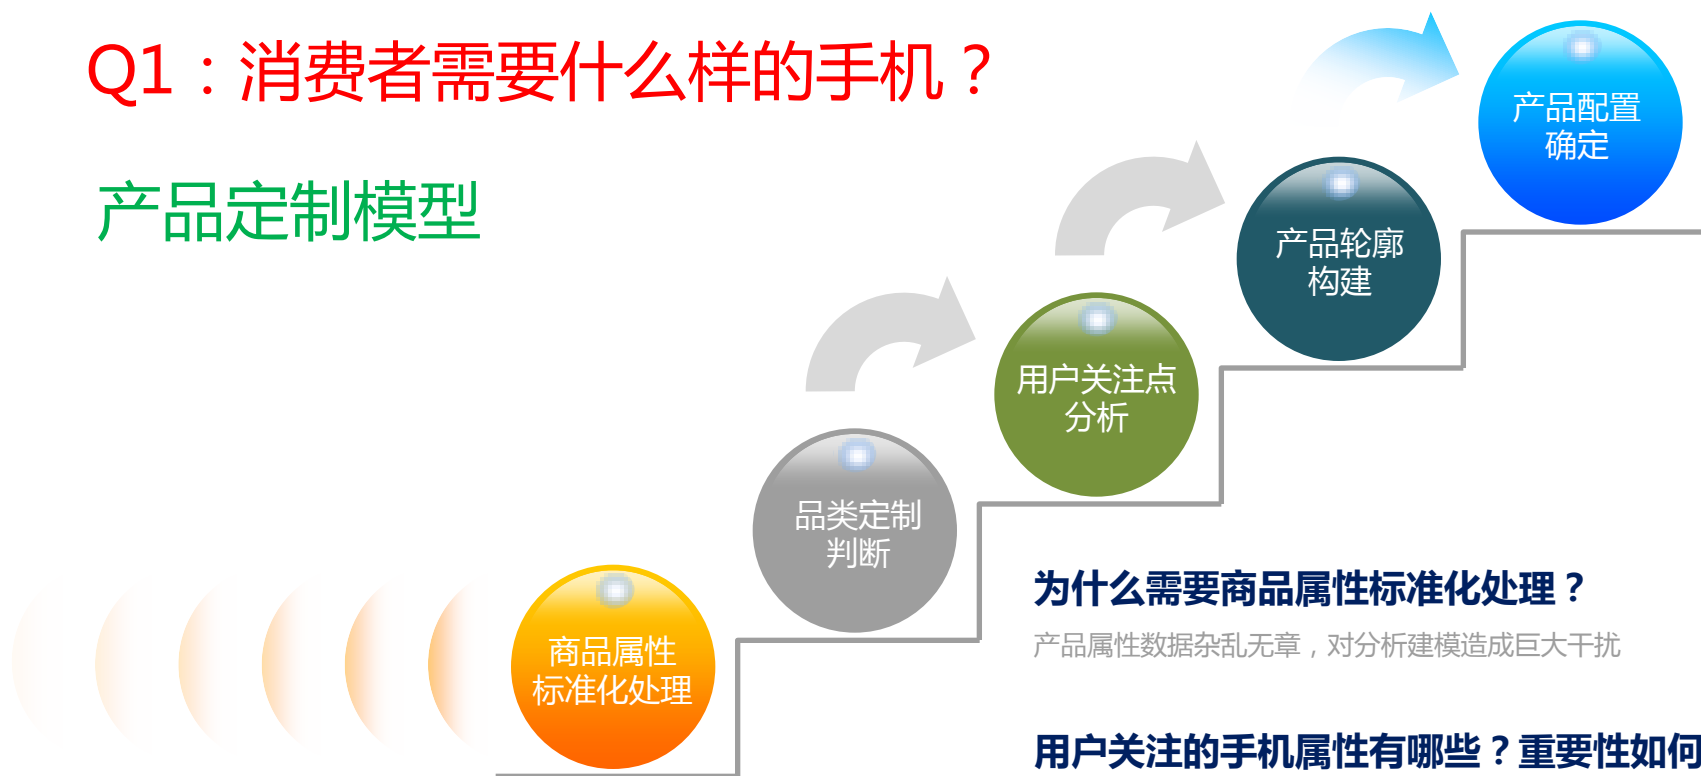 Q1：消费者需要什么样的手机？
产品定制模型
产品配置
确定
产品轮廓
构建
用户关注点
分析
品类定制
判断
商品属性
标准化处理
为什么需要商品属性标准化处理？
产品属性数据杂乱无章，对分析建模造成巨大干扰
用户关注的手机属性有哪些？重要性如何